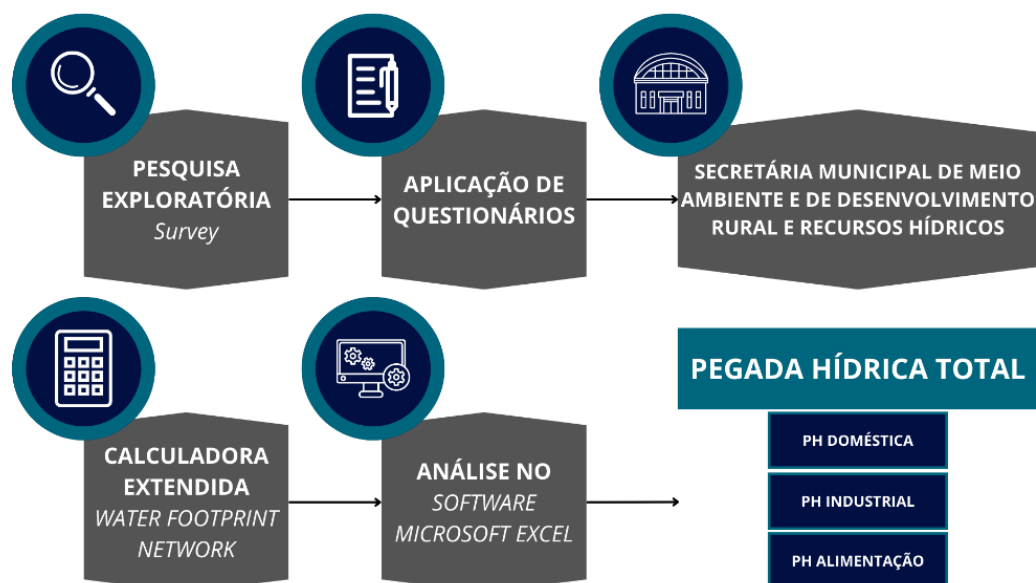 PESQUISA
EXPLORATÓRIA
Survey
APLICAÇÃO DE
QUESTIONÁRIOS
SECRETÁRIA MUNICIPAL DE MEIO
AMBIENTE E DE DESENVOLVIMENTO
RURAL E RECURSOS HÍDRICOS
CALCULADORA
EXTENDIDA
WATER FOOTPRINT
NETWORK
ANÁLISE NO
SOFTWARE
MICROSOFT EXCEL
PEGADA HÍDRICA TOTAL
PH DOMÉSTICA
PH INDUSTRIAL
PH ALIMENTAÇÃO